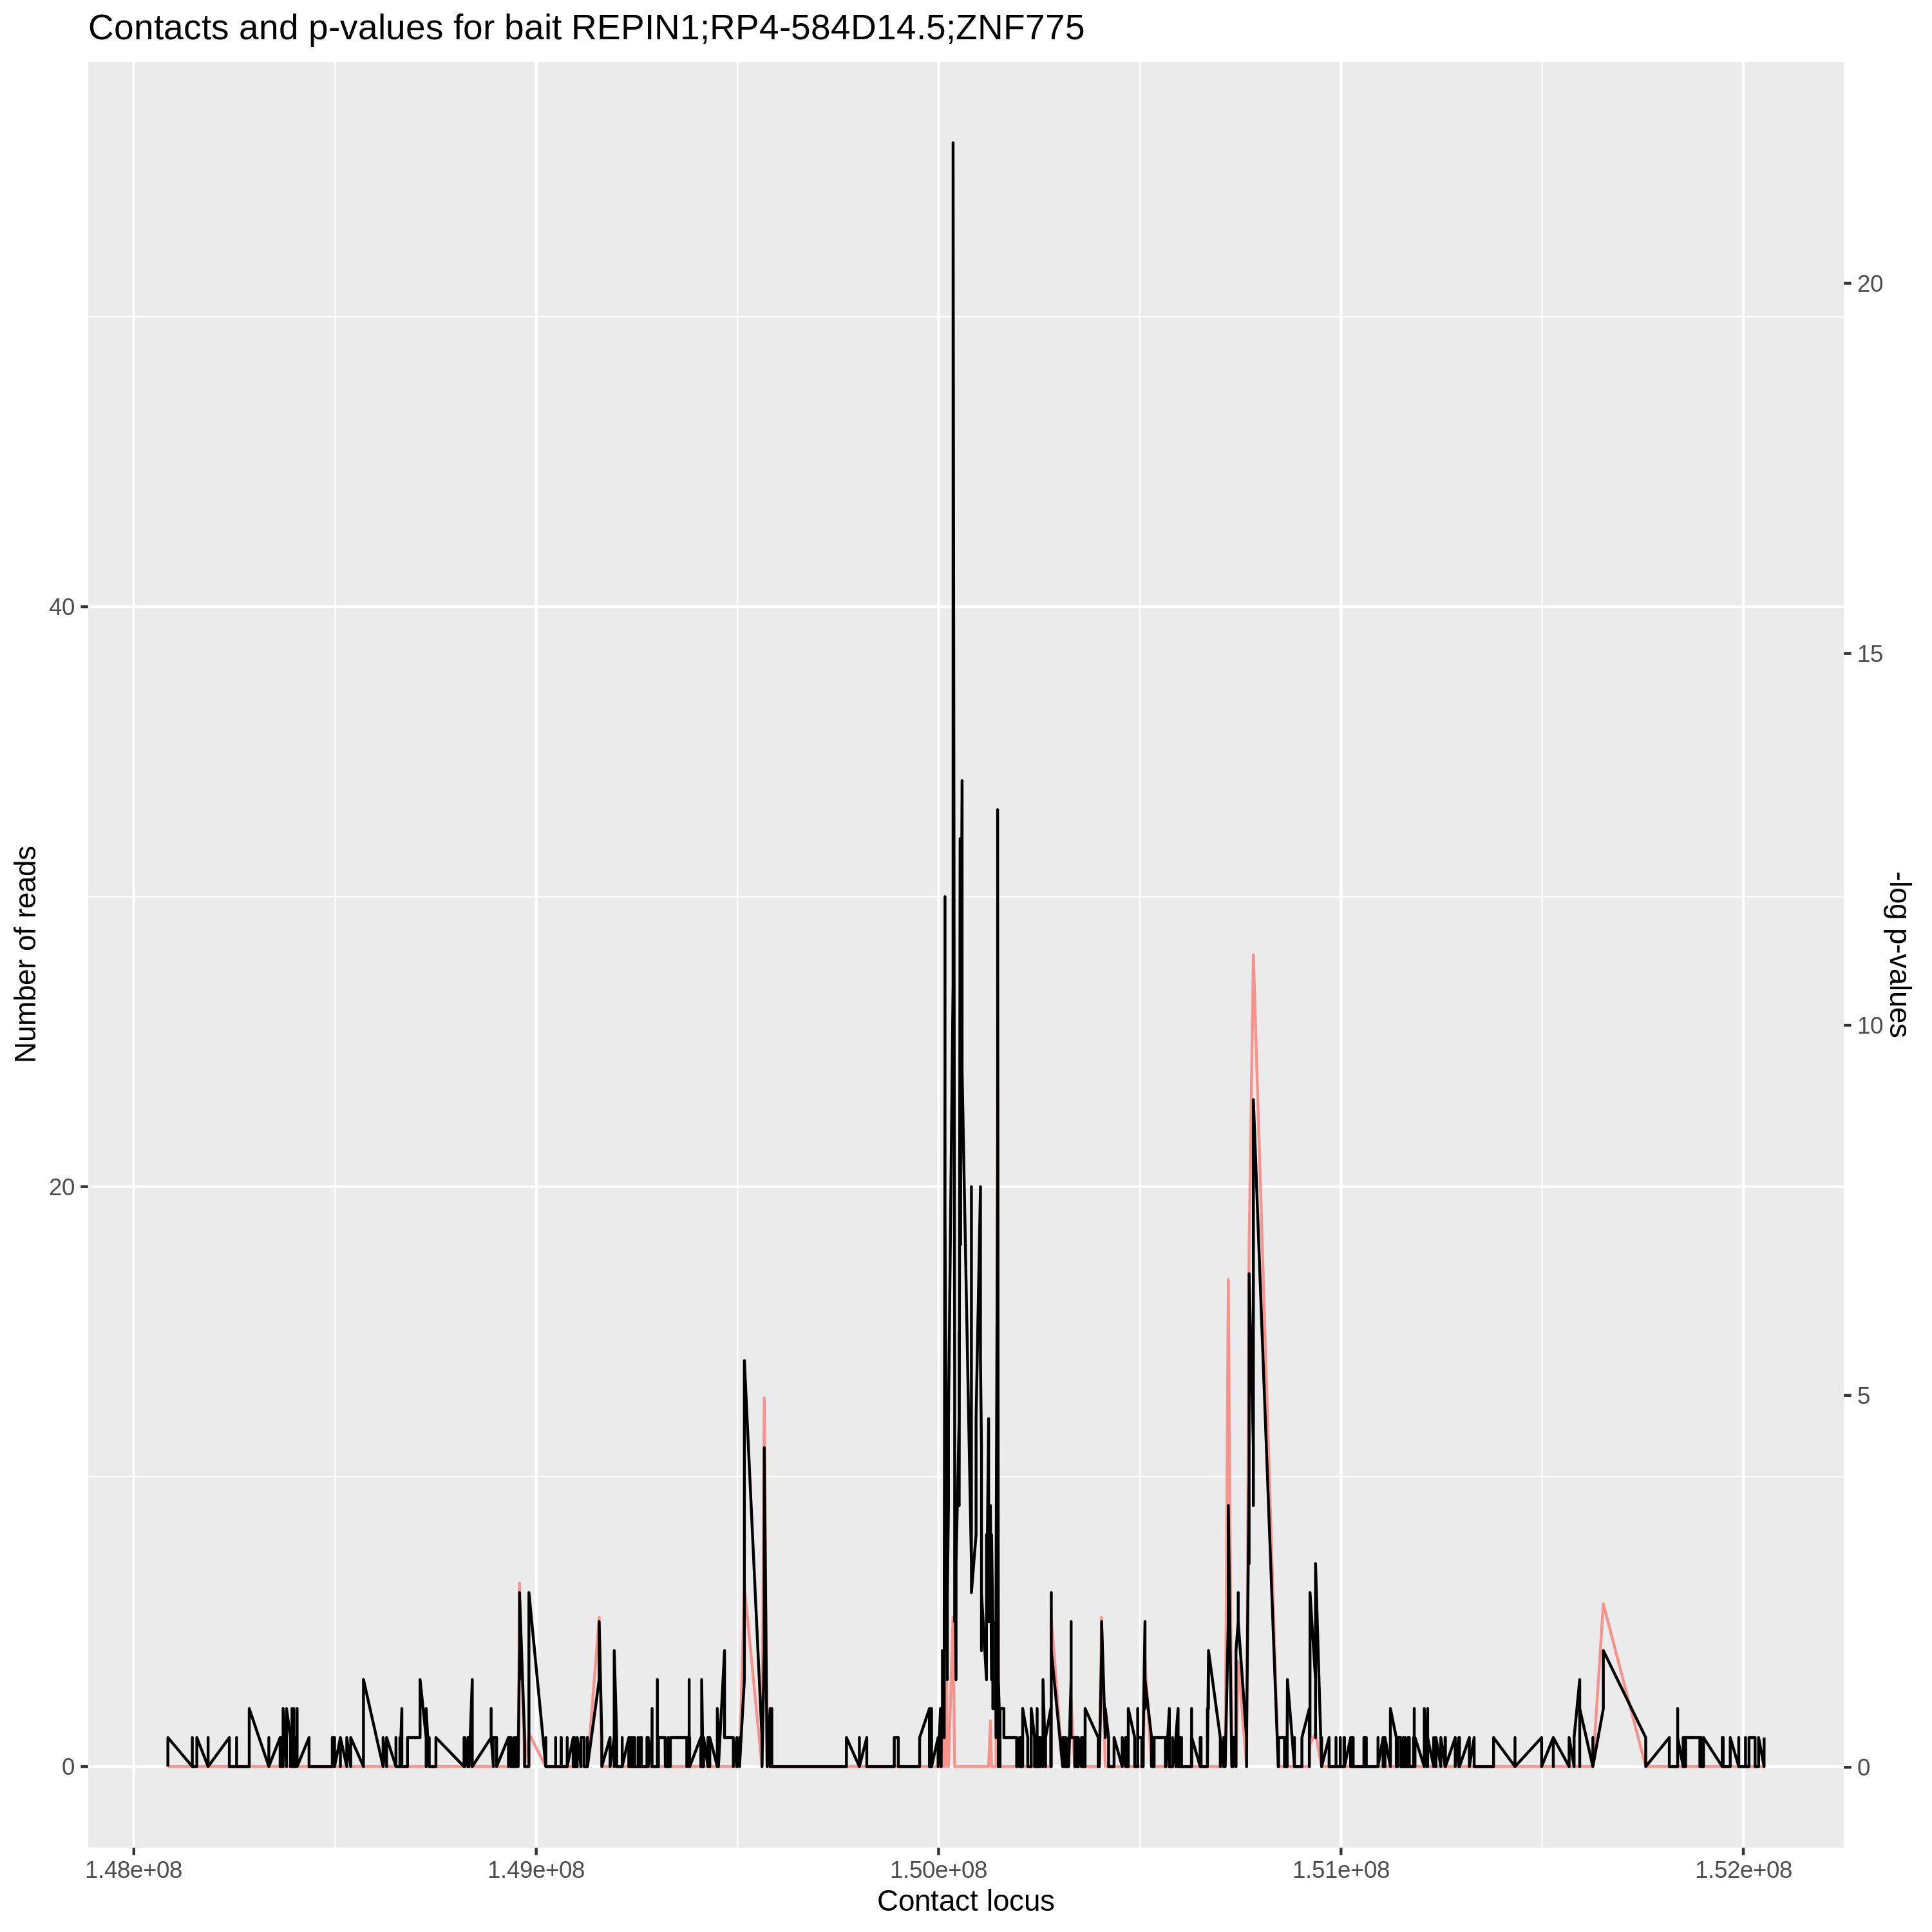 Contacts and p-values for bait REPIN1;RP4-584D14.5;ZNF775
Number of reads
40
20
0
20
15
10
5
0
-log p-values
1.48e+08
1.49e+08
1.50e+08
1.51e+08
1.52e+08
Contact locus